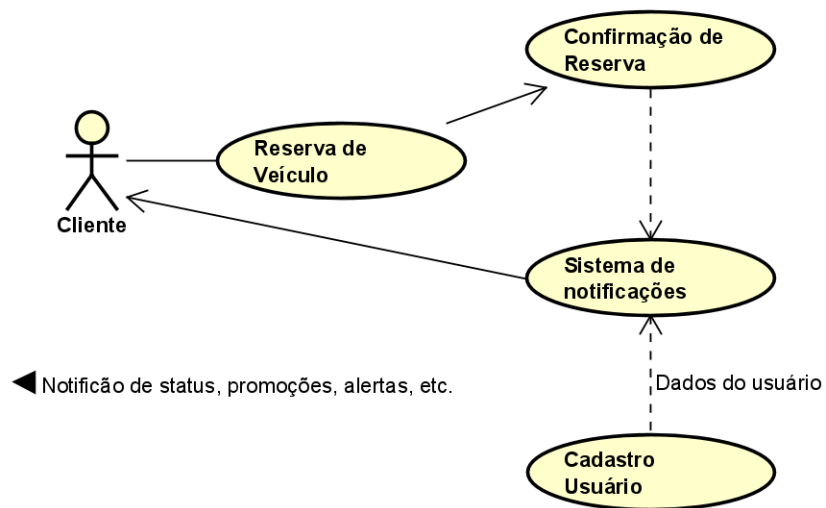 Confirmação de
Reserva
Reserva de
Veículo
Cliente
Sistema de
notificações
Notificão de status, promoções, alertas, etc.
Dados do usuário
Cadastro
Usuário